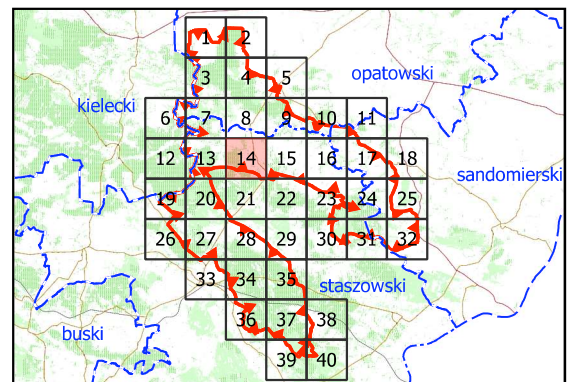 1 2
3 4 5
opatowski
kielecki
6 7 8 9 10 11
12 13 14 15 16 17 18
sandomierski
19 20 21 22 23 24 25
26 27 28 29 30 31 32
33 34 35
staszowski
36 37 38
buski
39 40